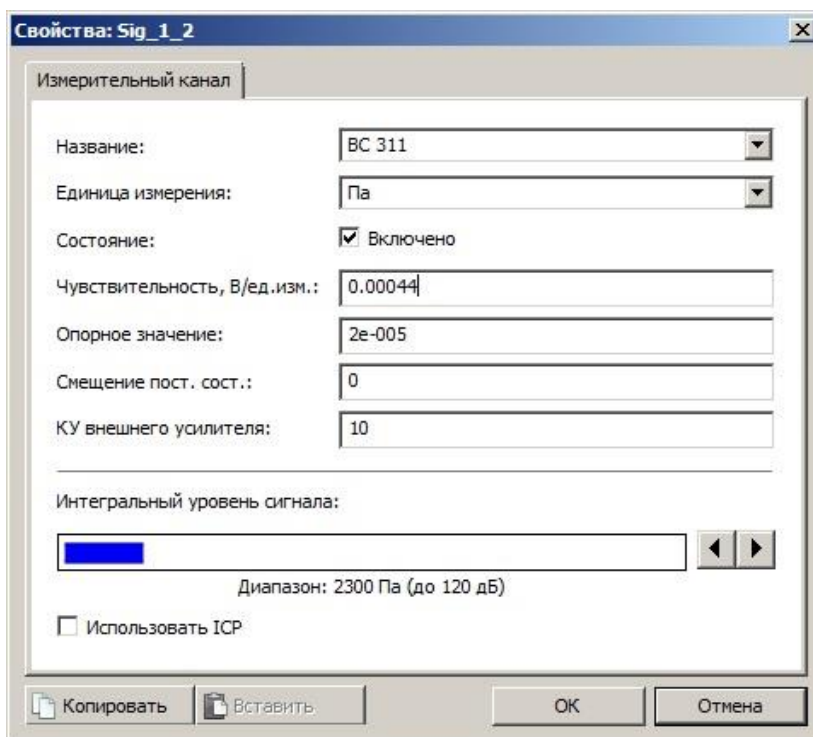 Свойства: Sig_1_2
Измерительный канал
Название: BC 311
Единица измерения: Па
Состояние: Включено
Чувствительность, В/ед.изм.: 0.00044
Опорное значение: 2e-005
Смещение пост. сост.: 0
КУ внешнего усилителя: 10
Интегральный уровень сигнала:
Диапазон: 2300 Па (до 120 дБ)
Использовать ICP
Копировать Вставить ОК Отмена